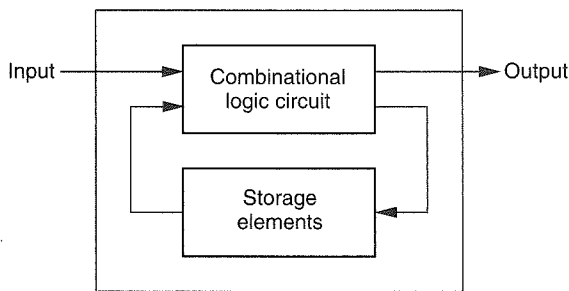 Input
Combinational
logic circuit
Output
Storage
elements